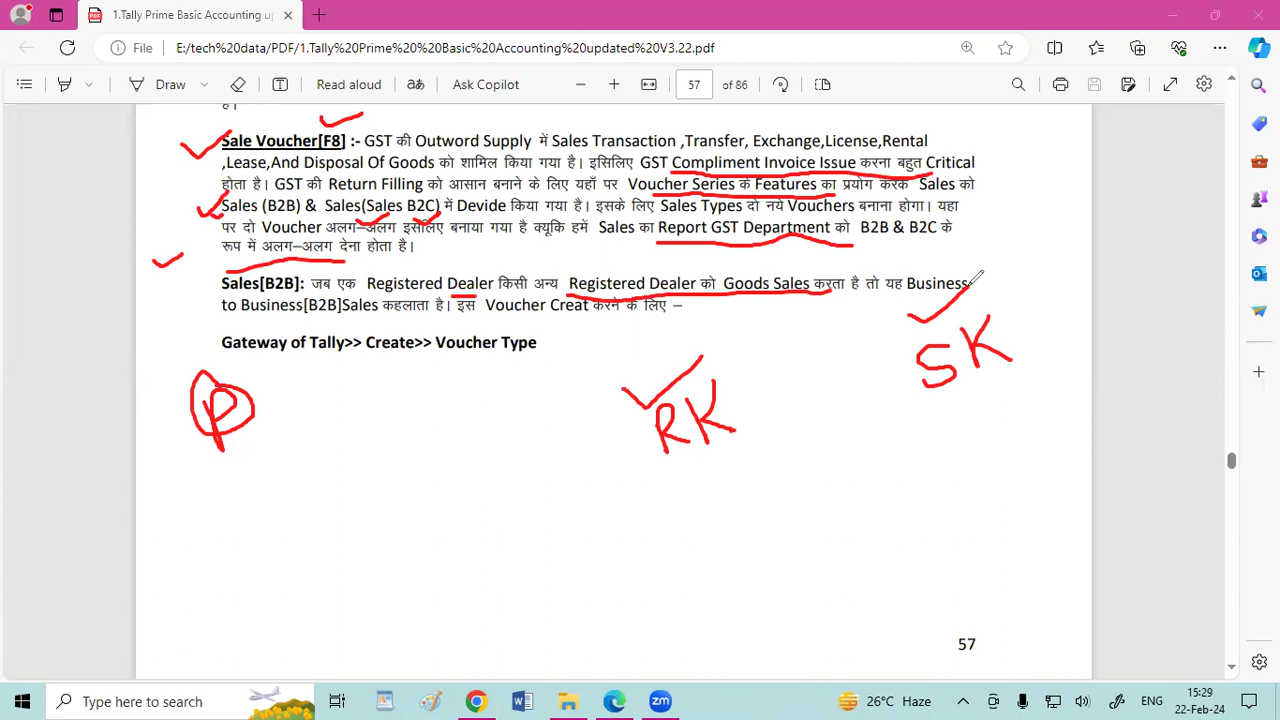 1.Tally Prime Basic Accounting up
File E:/tech%20data/PDF/1.Tally%20Prime%20%20Basic%20Accounting%20updated%20V3.22.pdf
Draw Read aloud aあ Ask Copilot 57 of 86
है।
Sale Voucher[F8] :- GST की Outword Supply में Sales Transaction ,Transfer, Exchange,License,Rental
,Lease,And Disposal Of Goods को शामिल किया गया है। इसिलिए GST Compliment Invoice Issue करना बहुत Critical
होता है। GST की Return Filling को आसान बनाने के लिए यहाँ पर Voucher Series के Features का प्रयोग करके Sales को
Sales (B2B) & Sales(Sales B2C) में Devide किया गया है। इसके लिए Sales Types दो नये Vouchers बनाना होगा। यहा
पर दो Voucher अलग–अलग इसीलिए बनाया गया है क्यूकि हमें Sales का Report GST Department को B2B & B2C के
रूप में अलग–अलग देना होता है।
Sales[B2B]: जब एक Registered Dealer किसी अन्य Registered Dealer को Goods Sales करता है तो यह Business
to Business[B2B]Sales कहलाता है। इस Voucher Creat करने के लिए –
Gateway of Tally>> Create>> Voucher Type
SK
P RK
57
Type here to search 26°C Haze ENG 15:29
22-Feb-24